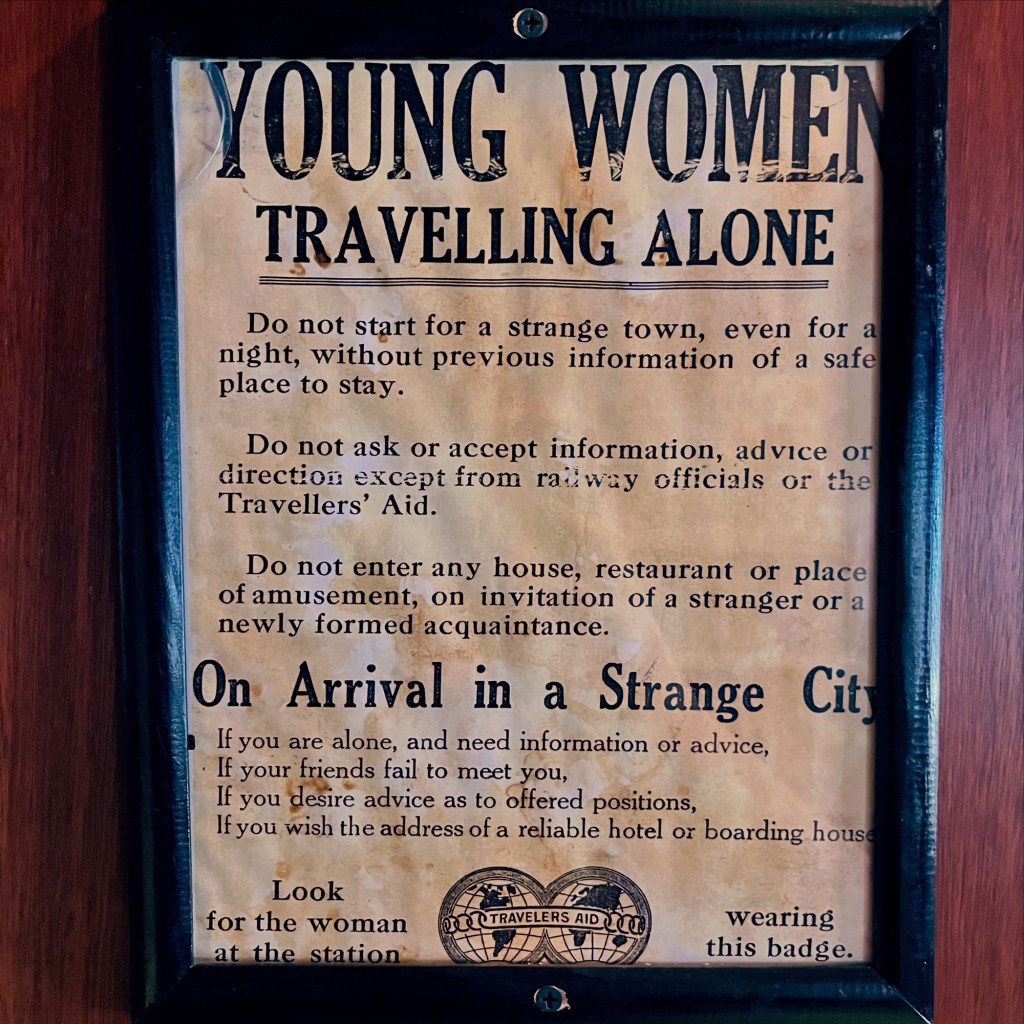 YOUNG WOMEN
TRAVELLING ALONE
Do not start for a strange town, even for a
night, without previous information of a safe
place to stay.
Do not ask or accept information, advice or
direction except from railway officials or the
Travellers' Aid.
Do not enter any house, restaurant or place
of amusement, on invitation of a stranger or a
newly formed acquaintance.
On Arrival in a Strange City
If you are alone, and need information or advice,
If your friends fail to meet you,
If you desire advice as to offered positions,
If you wish the address of a reliable hotel or boarding house
Look
for the woman
at the station
TRAVELERS AID
wearing
this badge.